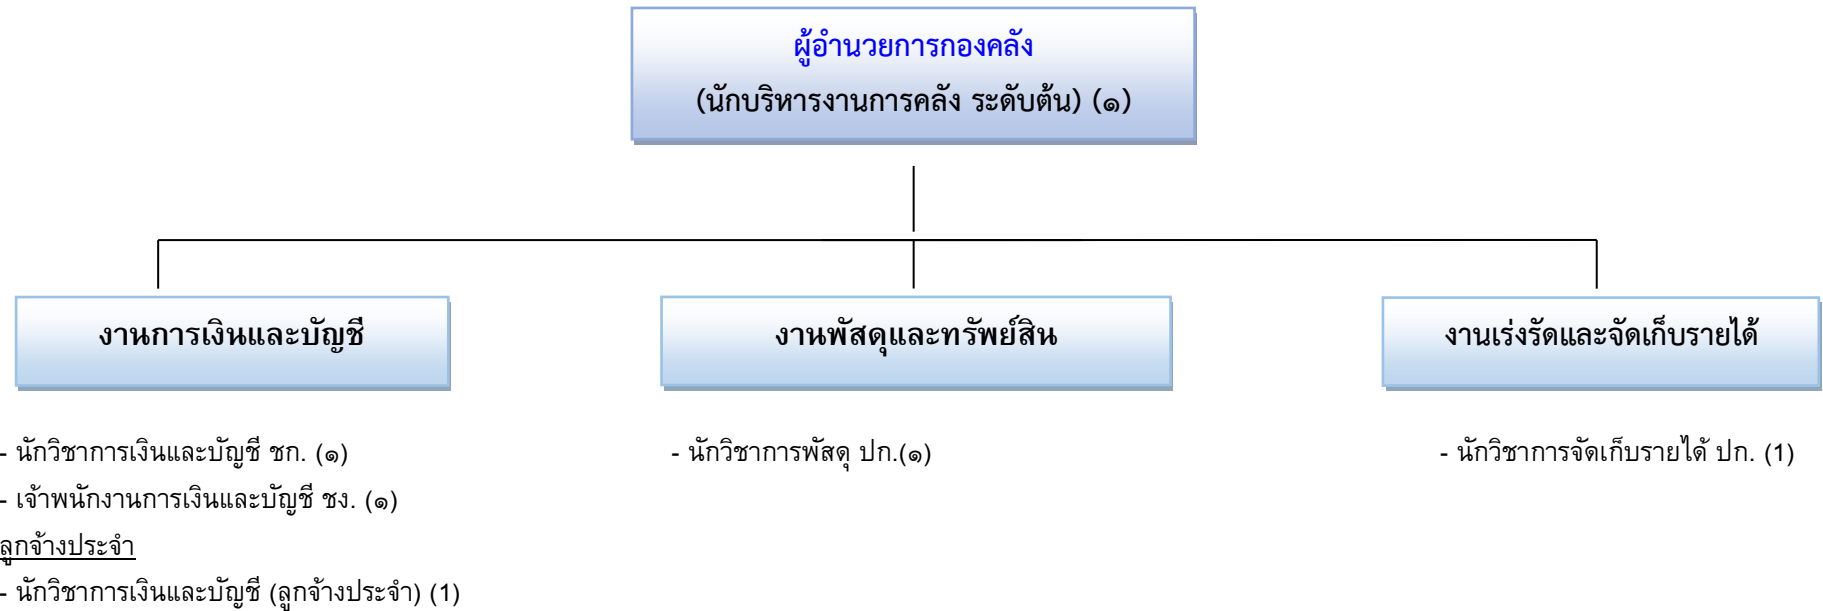 ผู้อำนวยการกองคลัง
(นักบริหารงานการคลัง ระดับต้น) (๑)
งานการเงินและบัญชี
งานพัสดุและทรัพย์สิน
งานเร่งรัดและจัดเก็บรายได้
- นักวิชาการเงินและบัญชี ชก. (๑)
- เจ้าพนักงานการเงินและบัญชี ชง. (๑)
ลูกจ้างประจำ
- นักวิชาการเงินและบัญชี (ลูกจ้างประจำ) (1)
- นักวิชาการพัสดุ ปก.(๑)
- นักวิชาการจัดเก็บรายได้ ปก. (1)